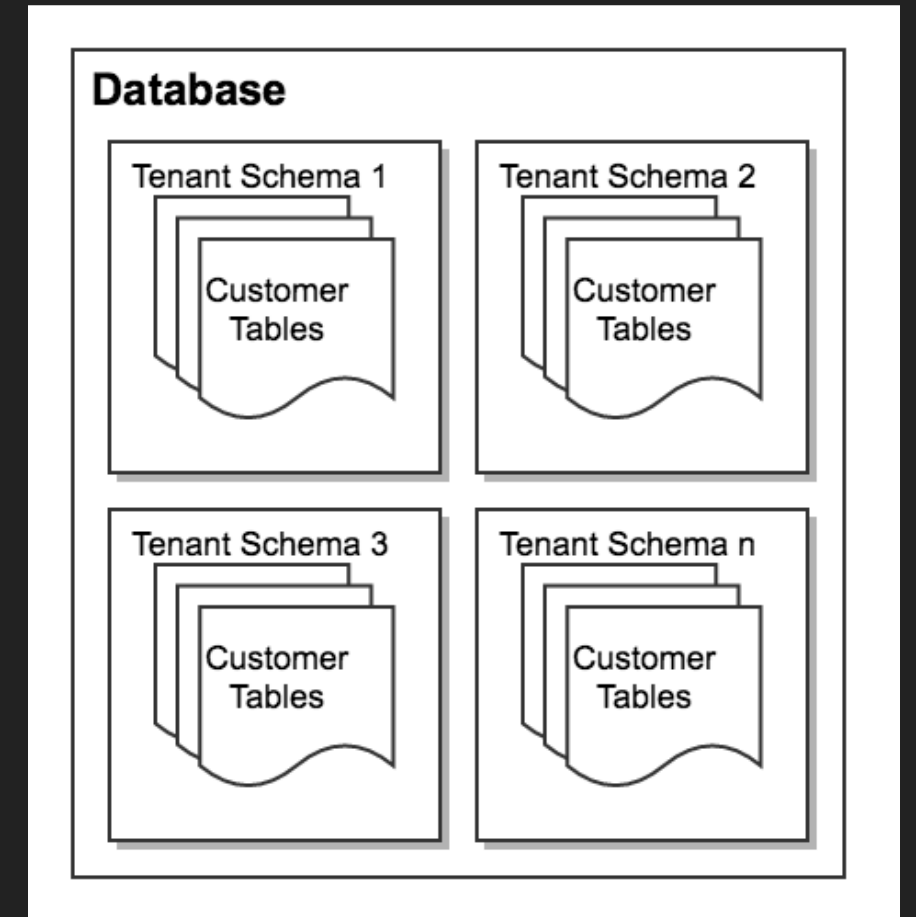 Database
Tenant Schema 1
Customer
Tables
Tenant Schema 2
Customer
Tables
Tenant Schema 3
Customer
Tables
Tenant Schema n
Customer
Tables